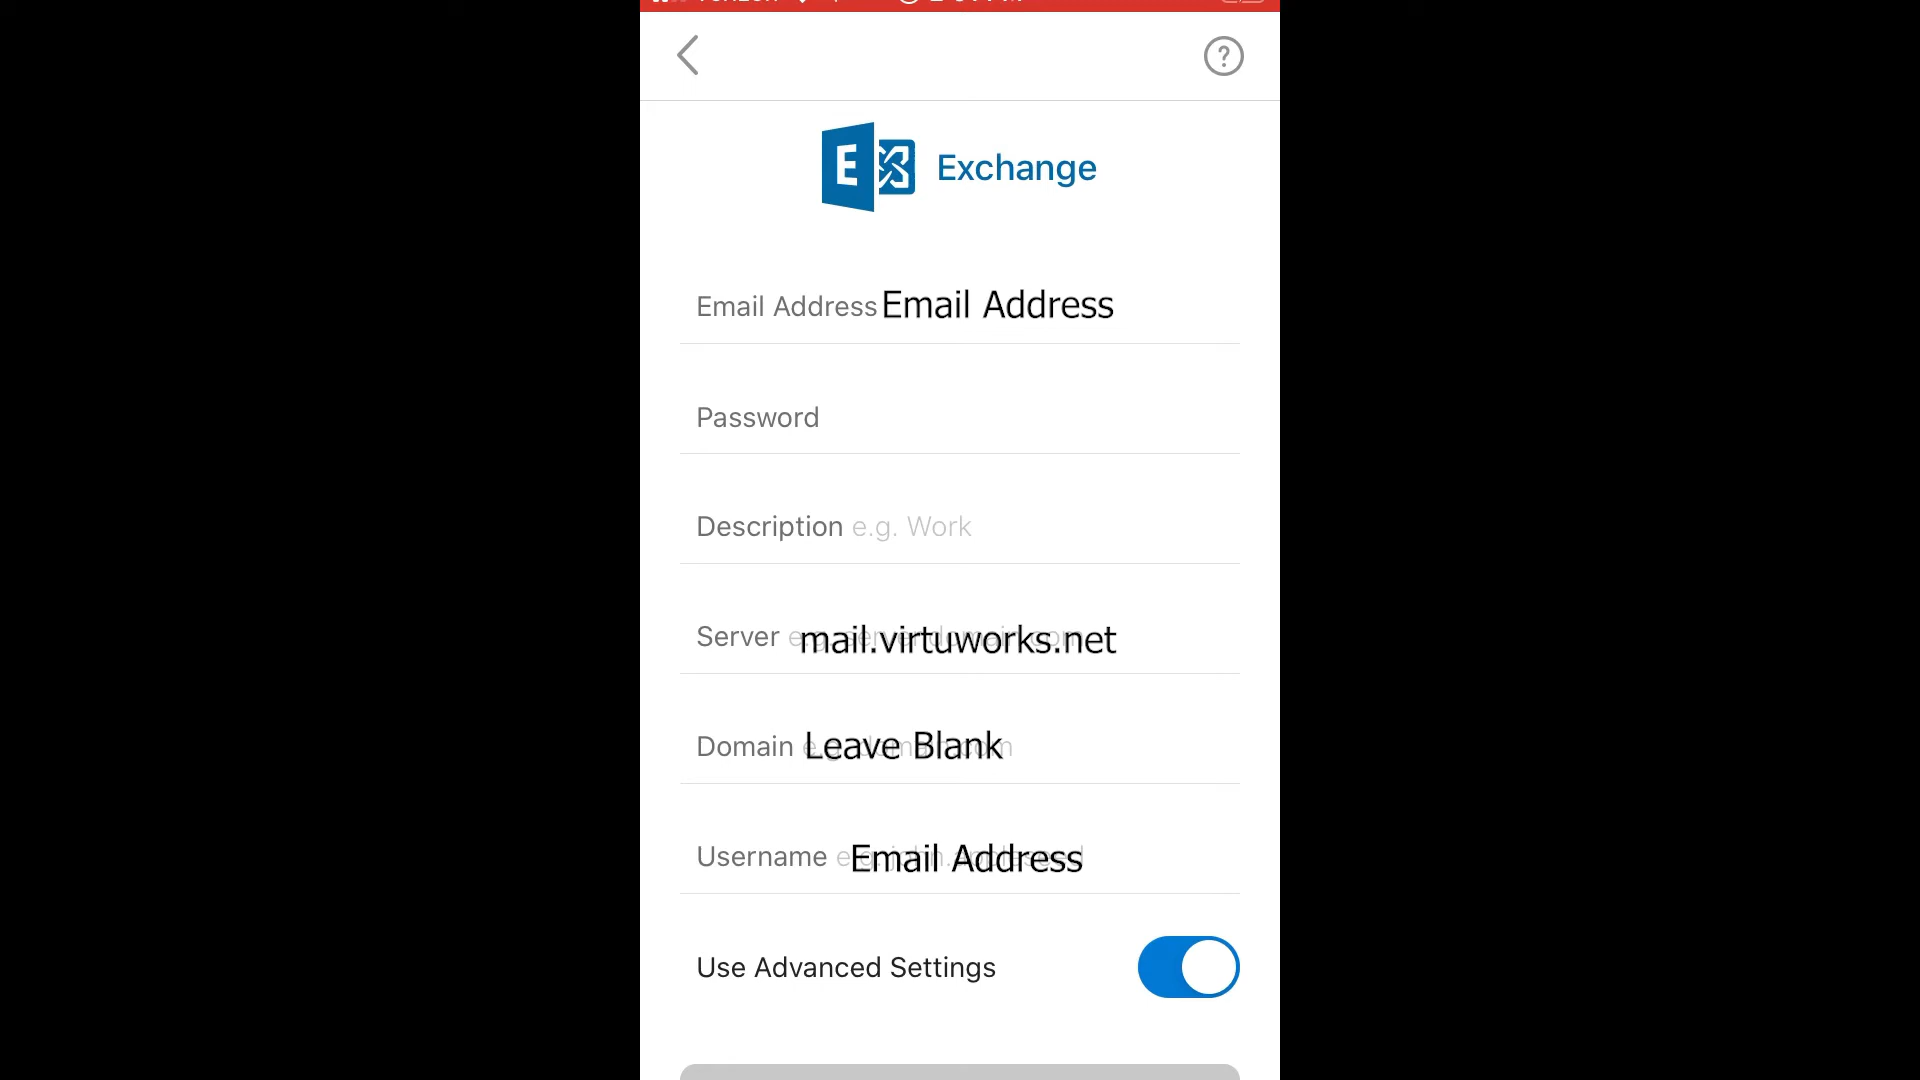 Exchange
Email Address Email Address
Password
Description e.g. Work
Server mail.virtuworks.net
Domain Leave Blank
Username Email Address
Use Advanced Settings